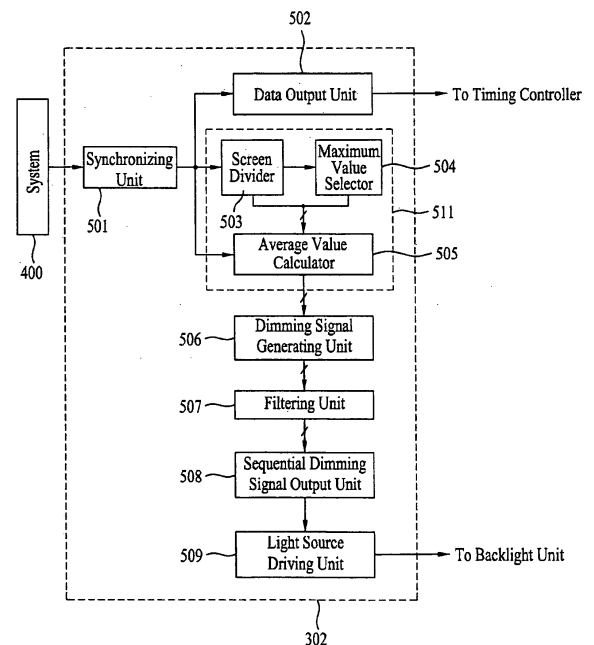 502
Data Output Unit
To Timing Controller
System
400
Synchronizing
Unit
501
Screen
Divider
503
Maximum
Value
Selector
504
511
Average Value
Calculator
505
Dimming Signal
Generating Unit
506
Filtering Unit
507
Sequential Dimming
Signal Output Unit
508
Light Source
Driving Unit
509
To Backlight Unit
302